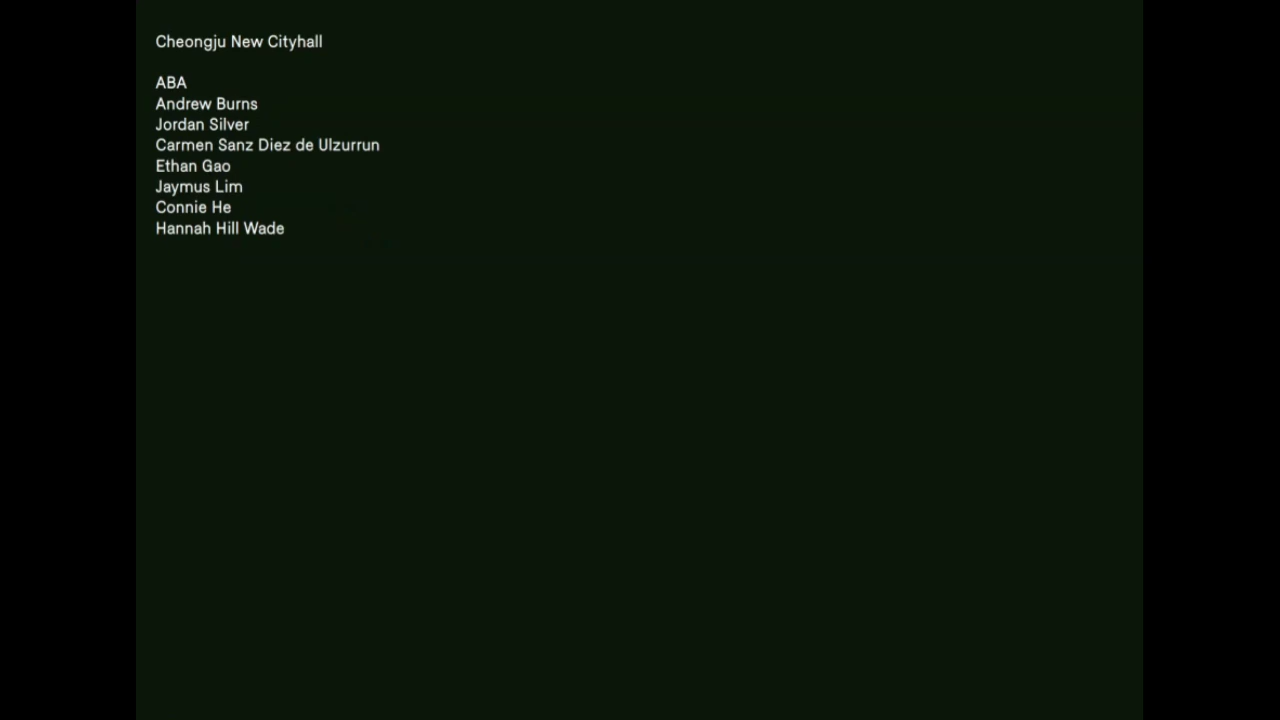 Cheongju New Cityhall
ABA
Andrew Burns
Jordan Silver
Carmen Sanz Diez de Ulzurrun
Ethan Gao
Jaymus Lim
Connie He
Hannah Hill Wade